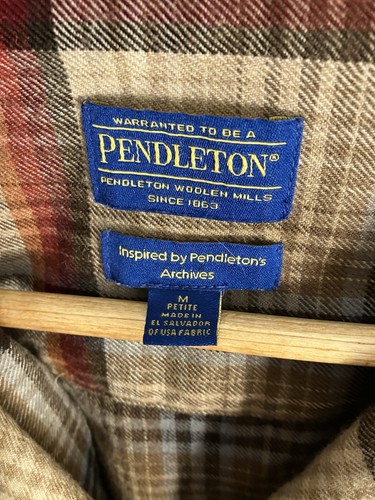 WARRANTED TO BE A
PENDLETON®
PENDLETON WOOLEN MILLS
SINCE 1863
Inspired by Pendleton's
Archives
M
PETITE
MADE IN
EL SALVADOR
OF USA FABRIC